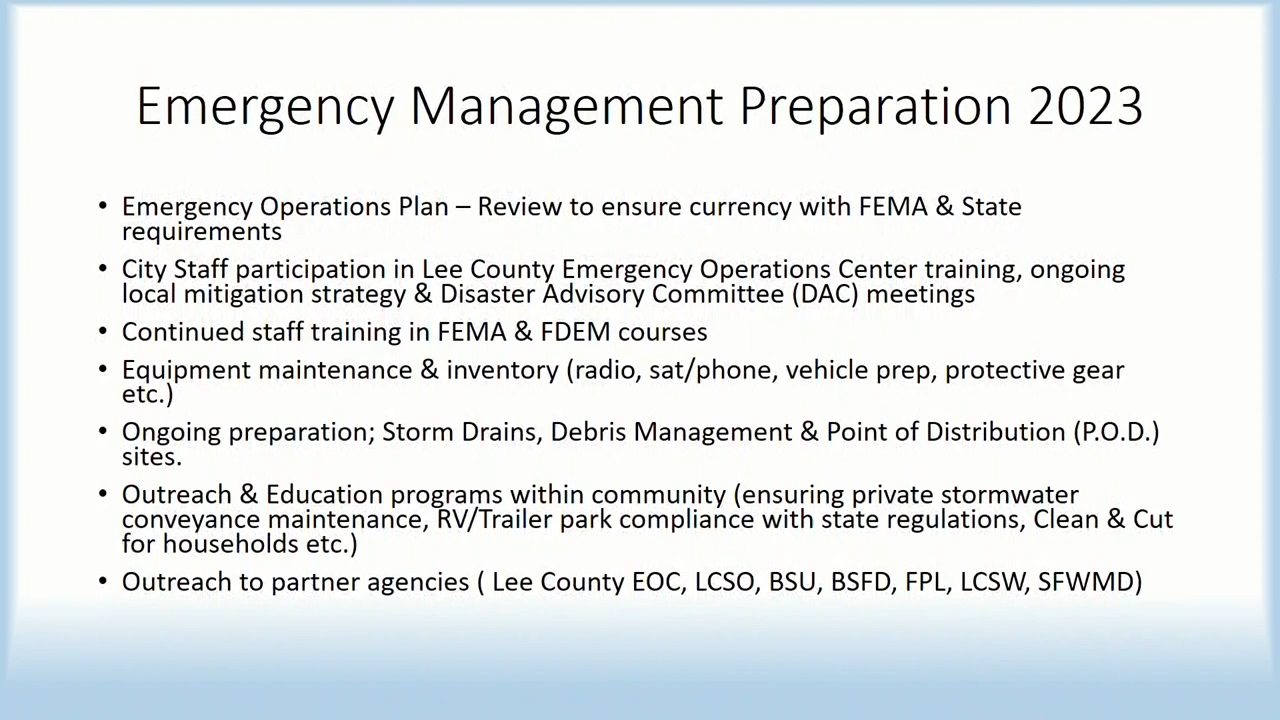 Emergency Management Preparation 2023
• Emergency Operations Plan – Review to ensure currency with FEMA & State
requirements
• City Staff participation in Lee County Emergency Operations Center training, ongoing
local mitigation strategy & Disaster Advisory Committee (DAC) meetings
• Continued staff training in FEMA & FDEM courses
• Equipment maintenance & inventory (radio, sat/phone, vehicle prep, protective gear
etc.)
• Ongoing preparation; Storm Drains, Debris Management & Point of Distribution (P.O.D.)
sites.
• Outreach & Education programs within community (ensuring private stormwater
conveyance maintenance, RV/Trailer park compliance with state regulations, Clean & Cut
for households etc.)
• Outreach to partner agencies ( Lee County EOC, LCSO, BSU, BSFD, FPL, LCSW, SFWMD)